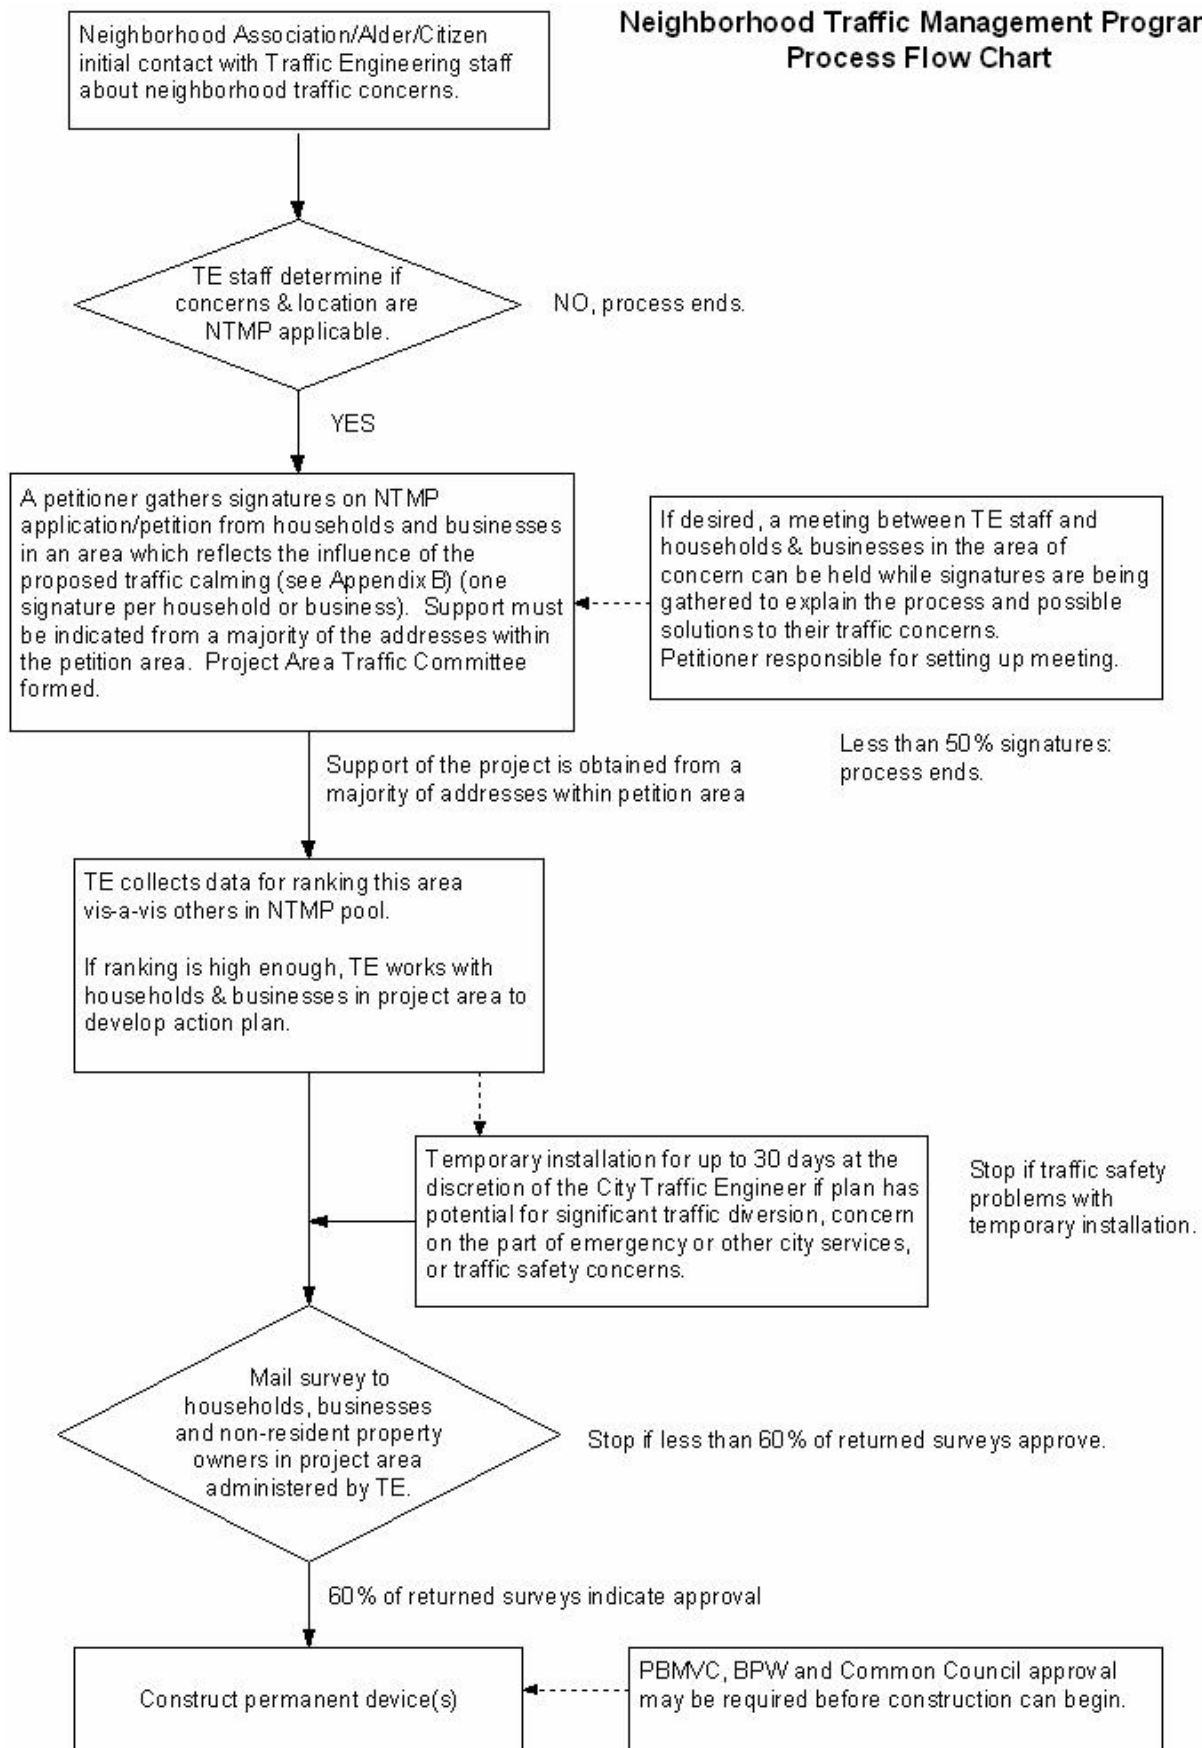 Neighborhood Traffic Management Program
Process Flow Chart
Neighborhood Association/Alder/Citizen
initial contact with Traffic Engineering staff
about neighborhood traffic concerns.
TE staff determine if
concerns & location are
NTMP applicable.
NO, process ends.
YES
A petitioner gathers signatures on NTMP
application/petition from households and businesses
in an area which reflects the influence of the
proposed traffic calming (see Appendix B) (one
signature per household or business).  Support must
be indicated from a majority of the addresses within
the petition area.  Project Area Traffic Committee
formed.
If desired, a meeting between TE staff and
households & businesses in the area of
concern can be held while signatures are being
gathered to explain the process and possible
solutions to their traffic concerns.
Petitioner responsible for setting up meeting.
Less than 50% signatures:
process ends.
Support of the project is obtained from a
majority of addresses within petition area
TE collects data for ranking this area
vis-a-vis others in NTMP pool.
If ranking is high enough, TE works with
households & businesses in project area to
develop action plan.
Temporary installation for up to 30 days at the
discretion of the City Traffic Engineer if plan has
potential for significant traffic diversion, concern
on the part of emergency or other city services,
or traffic safety concerns.
Stop if traffic safety
problems with
temporary installation.
Mail survey to
households, businesses
and non-resident property
owners in project area
administered by TE.
Stop if less than 60% of returned surveys approve.
60% of returned surveys indicate approval
Construct permanent device(s)
PBMVC, BPW and Common Council approval
may be required before construction can begin.